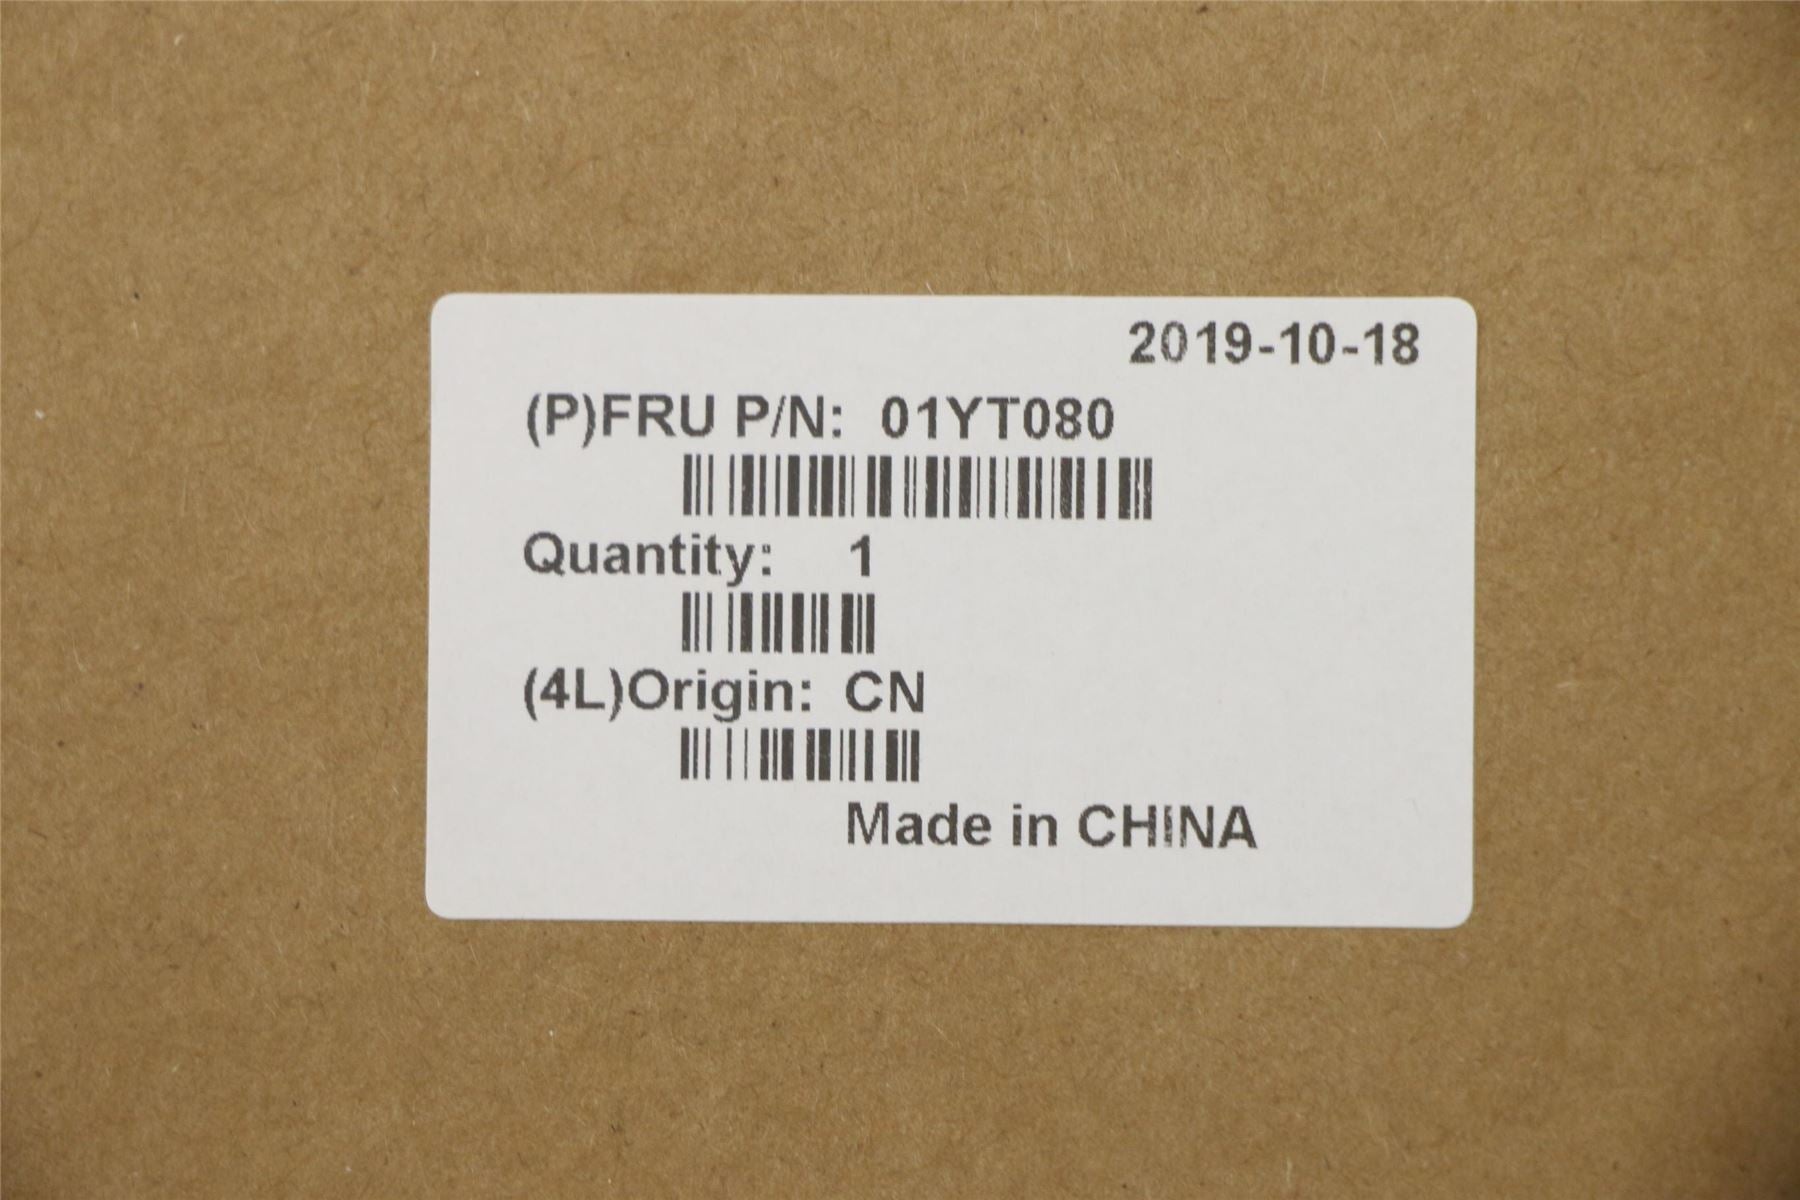 2019-10-18
(P)FRU P/N: 01YT080
Quantity: 1
(4L)Origin: CN
Made in CHINA